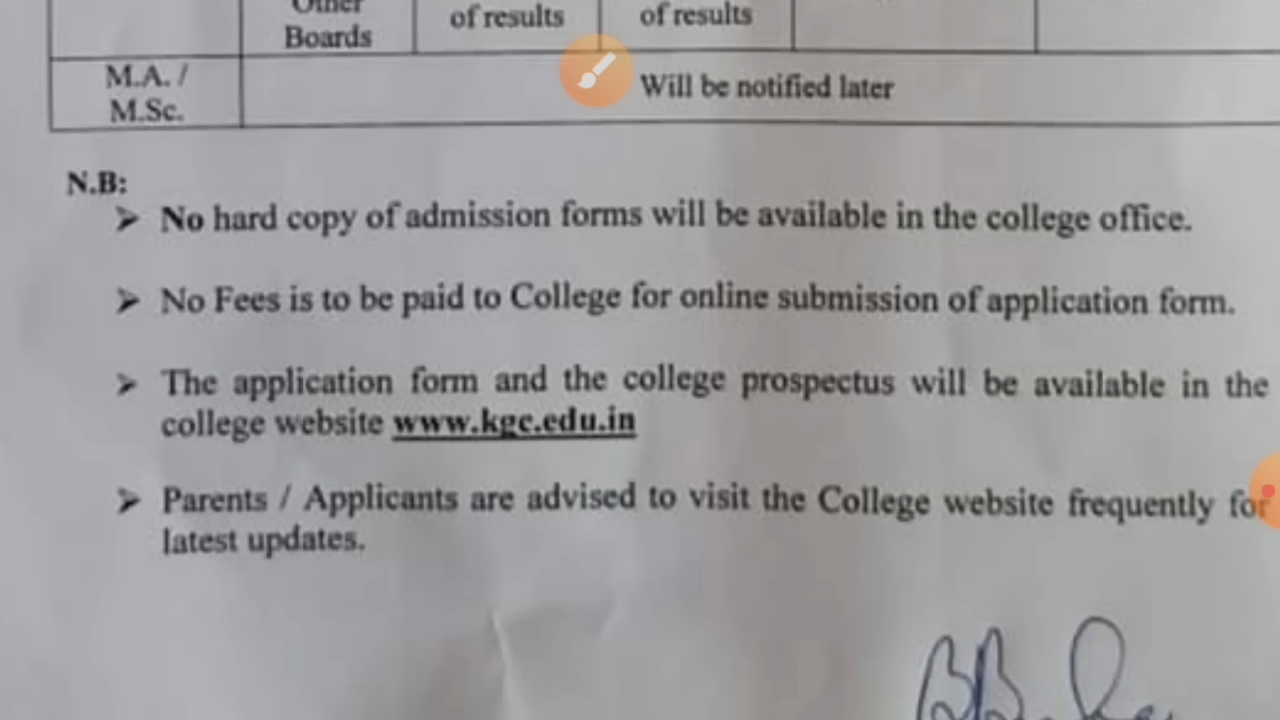 Other
Boards
of results
of results
M.A. /
M.Sc.
Will be notified later
N.B:
➢ No hard copy of admission forms will be available in the college office.
➢ No Fees is to be paid to College for online submission of application form.
➢ The application form and the college prospectus will be available in the
college website www.kgc.edu.in
➢ Parents / Applicants are advised to visit the College website frequently for
latest updates.